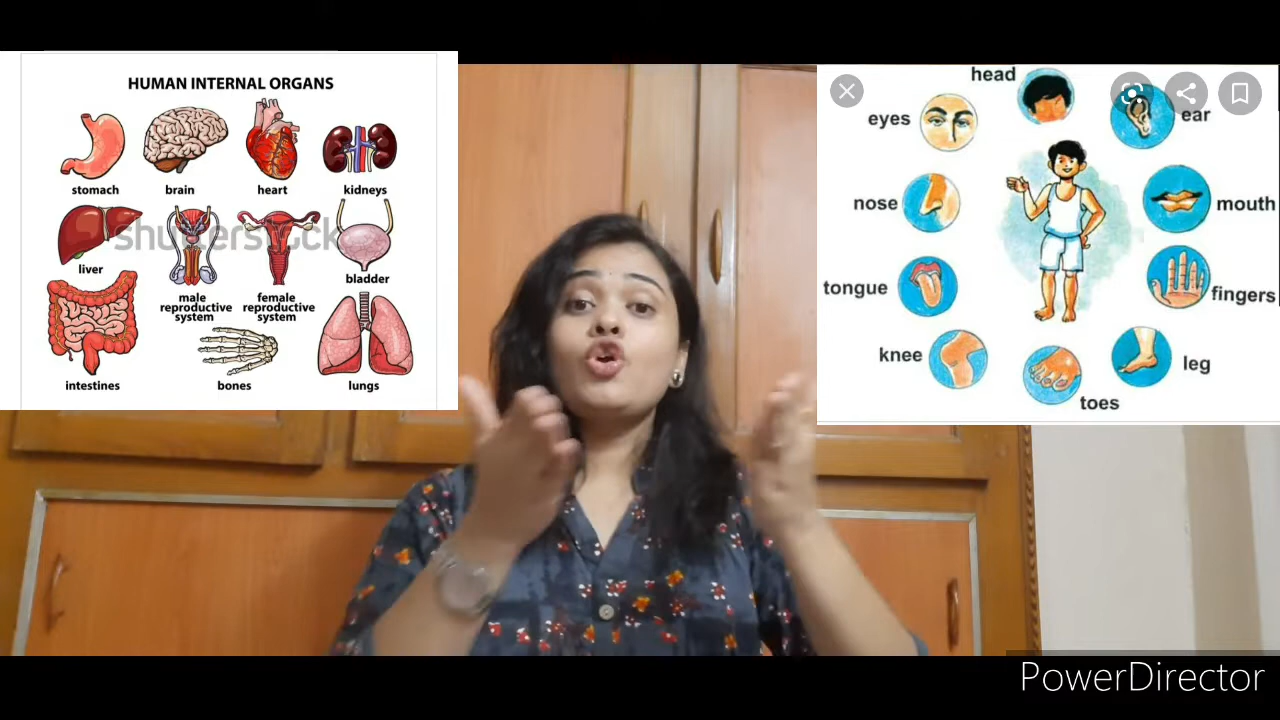 HUMAN INTERNAL ORGANS
stomach
brain
heart
kidneys
shutterstock
liver
male
reproductive
system
female
reproductive
system
bladder
intestines
bones
lungs
head
eyes
ear
nose
mouth
tongue
fingers
knee
leg
toes
PowerDirector